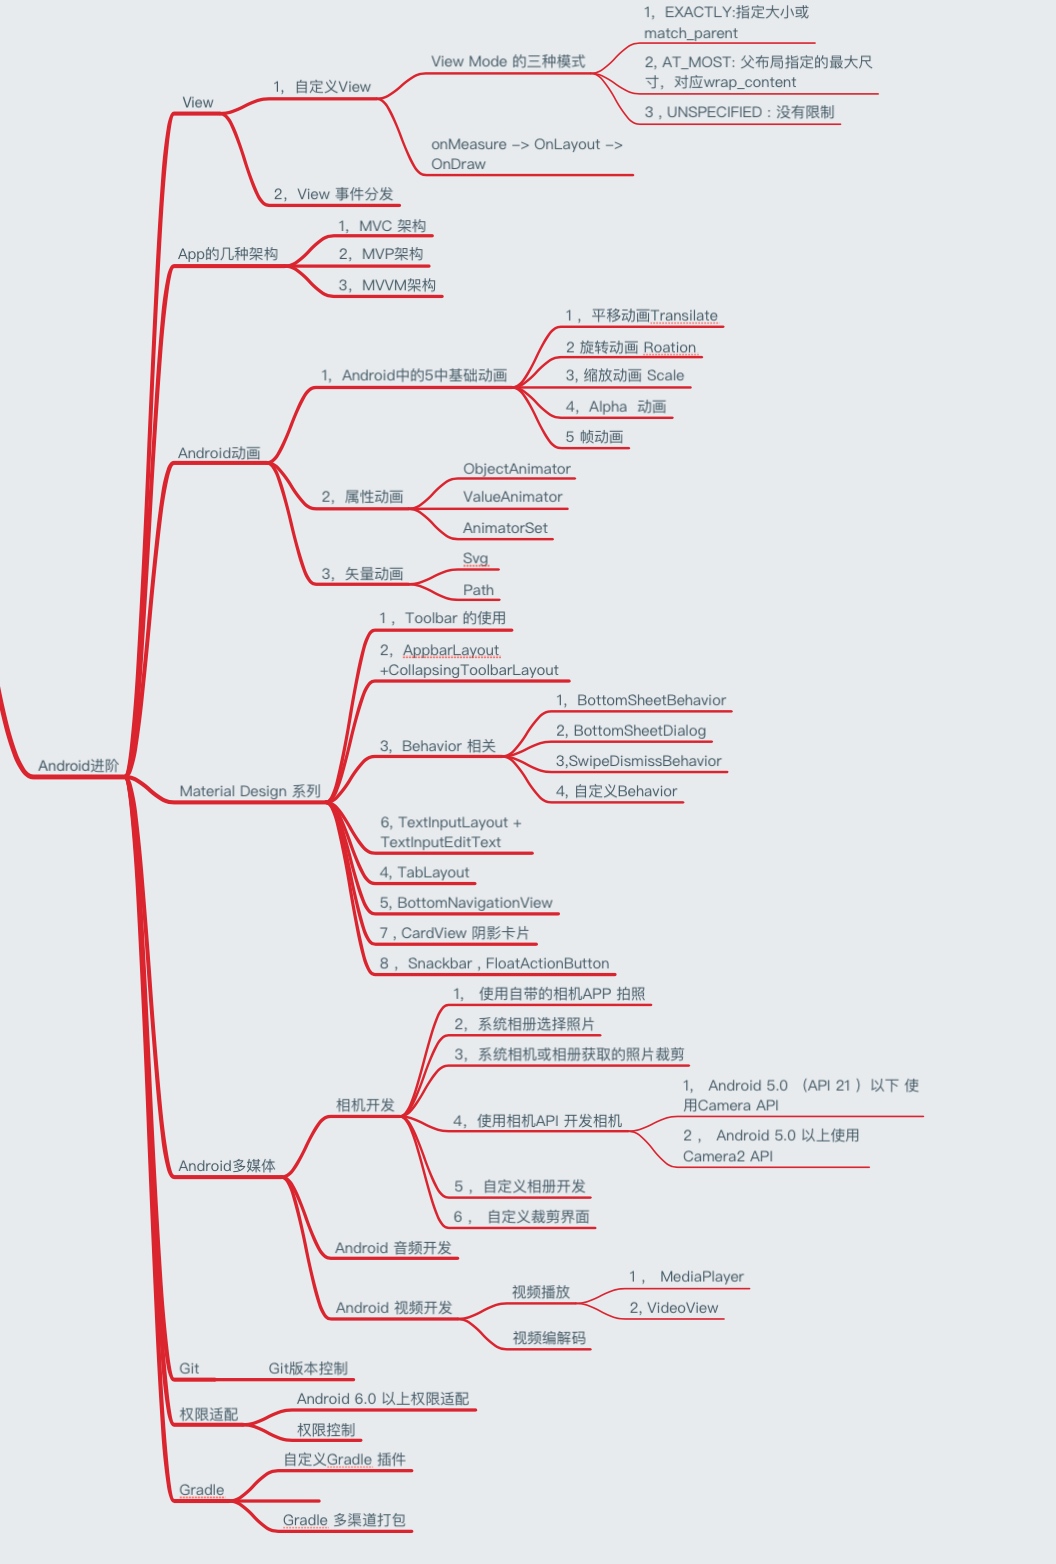 Android进阶
View
1，自定义View
View Mode 的三种模式
1，EXACTLY:指定大小或
match_parent
2, AT_MOST: 父布局指定的最大尺
寸，对应wrap_content
3 , UNSPECIFIED : 没有限制
onMeasure –> OnLayout –>
OnDraw
2，View 事件分发
App的几种架构
1，MVC 架构
2，MVP架构
3，MVVM架构
Android动画
1，Android中的5中基础动画
1 ，平移动画Transilate
2 旋转动画 Roation
3, 缩放动画 Scale
4，Alpha 动画
5 帧动画
2，属性动画
ObjectAnimator
ValueAnimator
AnimatorSet
3，矢量动画
Svg
Path
Material Design 系列
1 ，Toolbar 的使用
2，AppbarLayout
+CollapsingToolbarLayout
3，Behavior 相关
1，BottomSheetBehavior
2, BottomSheetDialog
3,SwipeDismissBehavior
4, 自定义Behavior
6, TextInputLayout +
TextInputEditText
4, TabLayout
5, BottomNavigationView
7 , CardView 阴影卡片
8 ，Snackbar , FloatActionButton
Android多媒体
相机开发
1， 使用自带的相机APP 拍照
2，系统相册选择照片
3，系统相机或相册获取的照片裁剪
4，使用相机API 开发相机
1， Android 5.0 （API 21 ）以下 使
用Camera API
2 ， Android 5.0 以上使用
Camera2 API
5 ，自定义相册开发
6 ， 自定义裁剪界面
Android 音频开发
Android 视频开发
视频播放
1 ， MediaPlayer
2, VideoView
视频编解码
Git
Git版本控制
权限适配
Android 6.0 以上权限适配
权限控制
Gradle
自定义Gradle 插件
Gradle 多渠道打包